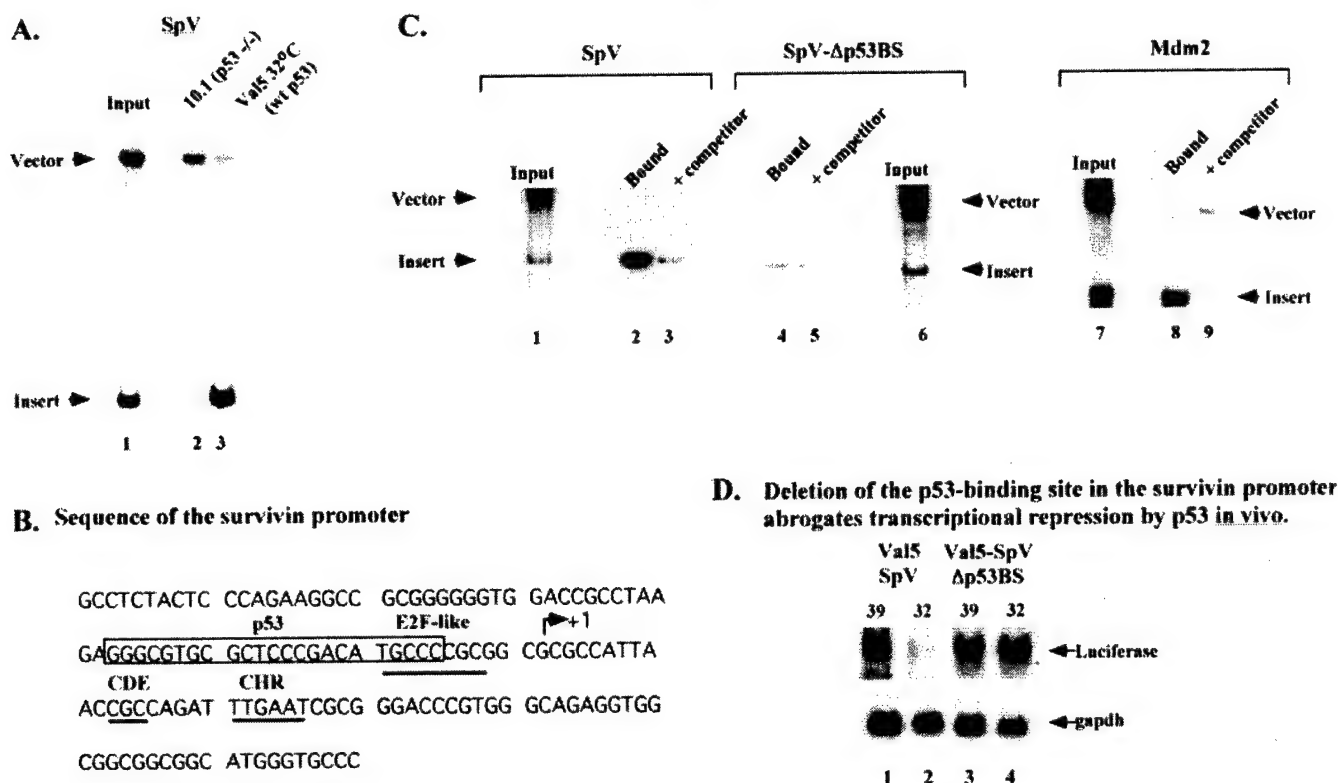 A.
SpV
Input
10.1 (p53 -/-)
Val5 32°C
(wt p53)
Vector
Insert
1 2 3
B. Sequence of the survivin promoter
GCCTCTACTC CCAGAAGGCC GCGGGGGGTG GACCGCCTAA
p53 E2F-like +1
GAGGGCGTGC GCTCCCGACA TGCCCCGCGG CGCGCCATTA
CDE CHR
ACCGCCAGAT TTGAATCGCG GGACCCGTGG GCAGAGGTGG
CGGCGGCGGC ATGGGTGCCC
C.
SpV SpV-Δp53BS Mdm2
Input Bound + competitor Bound + competitor Input Bound + competitor
Vector Vector Vector
Insert Insert Insert
1 2 3 4 5 6 7 8 9
D. Deletion of the p53-binding site in the survivin promoter
abrogates transcriptional repression by p53 in vivo.
Val5 Val5-SpV
SpV Δp53BS
39 32 39 32
Luciferase
gapdh
1 2 3 4